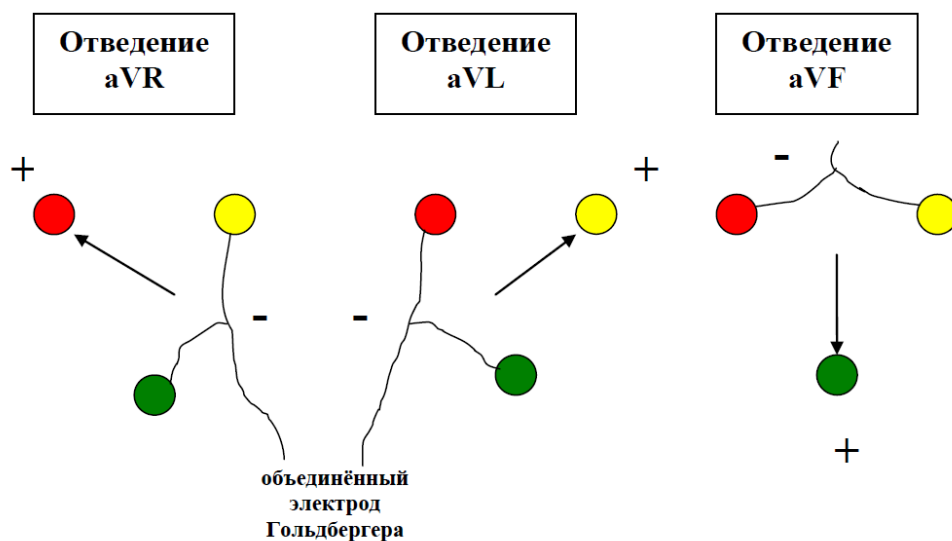 Отведение
aVR
Отведение
aVL
Отведение
aVF
+
+
-
-
-
+
объединённый
электрод
Гольдбергера